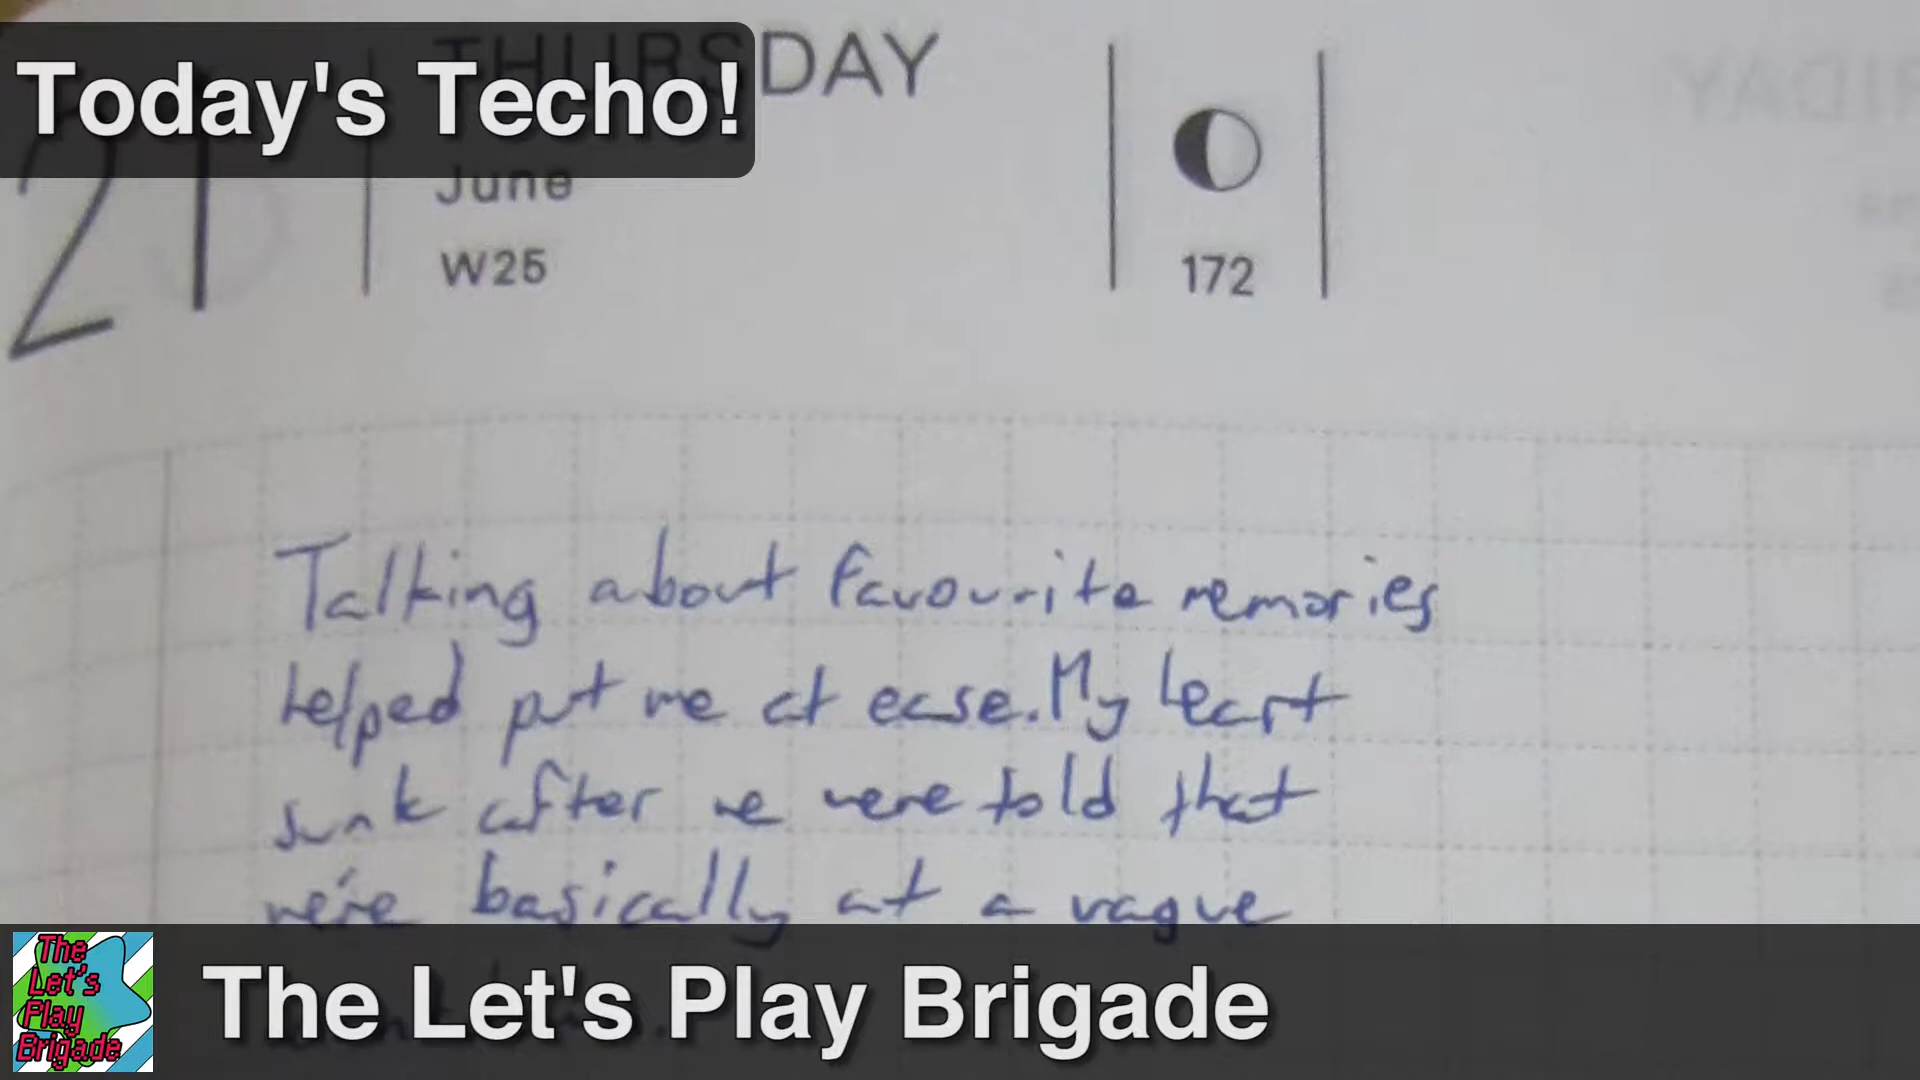 Today's Techo!
THURSDAY
21
June
W25
172
Talking about favourite memories
helped put me at ease. My heart
sunk after we were told that
we're basically at a vague
The
Let's
Play
Brigade
The Let's Play Brigade